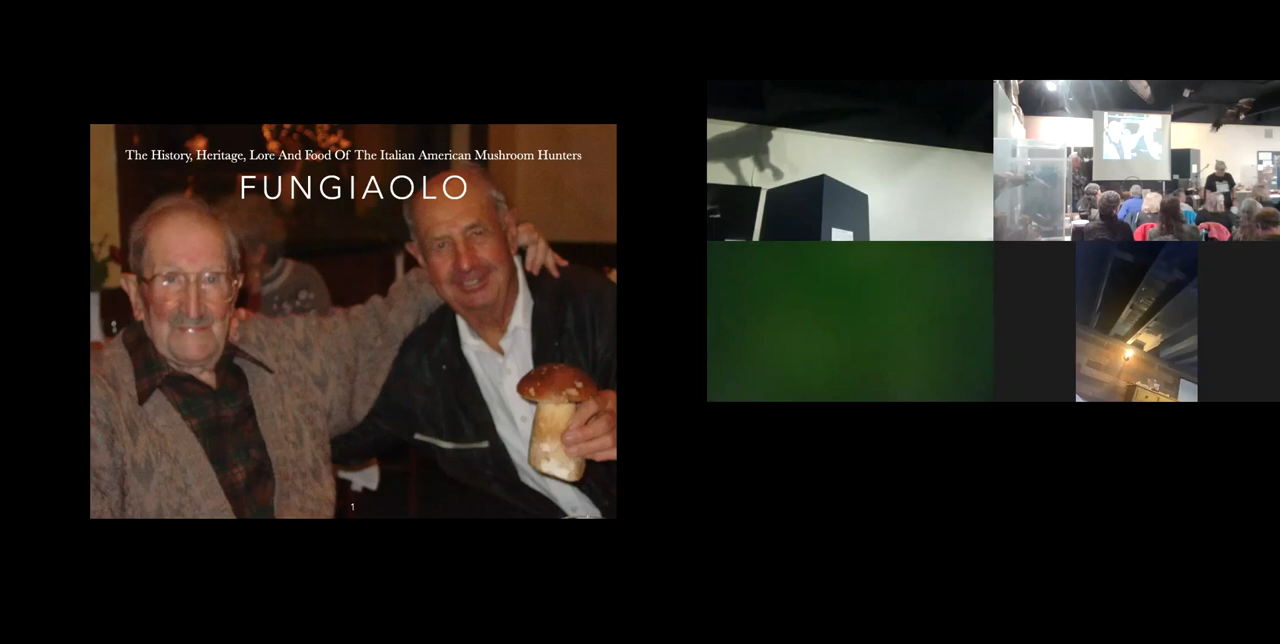 The History, Heritage, Lore And Food Of The Italian American Mushroom Hunters
FUNGIAOLO
1